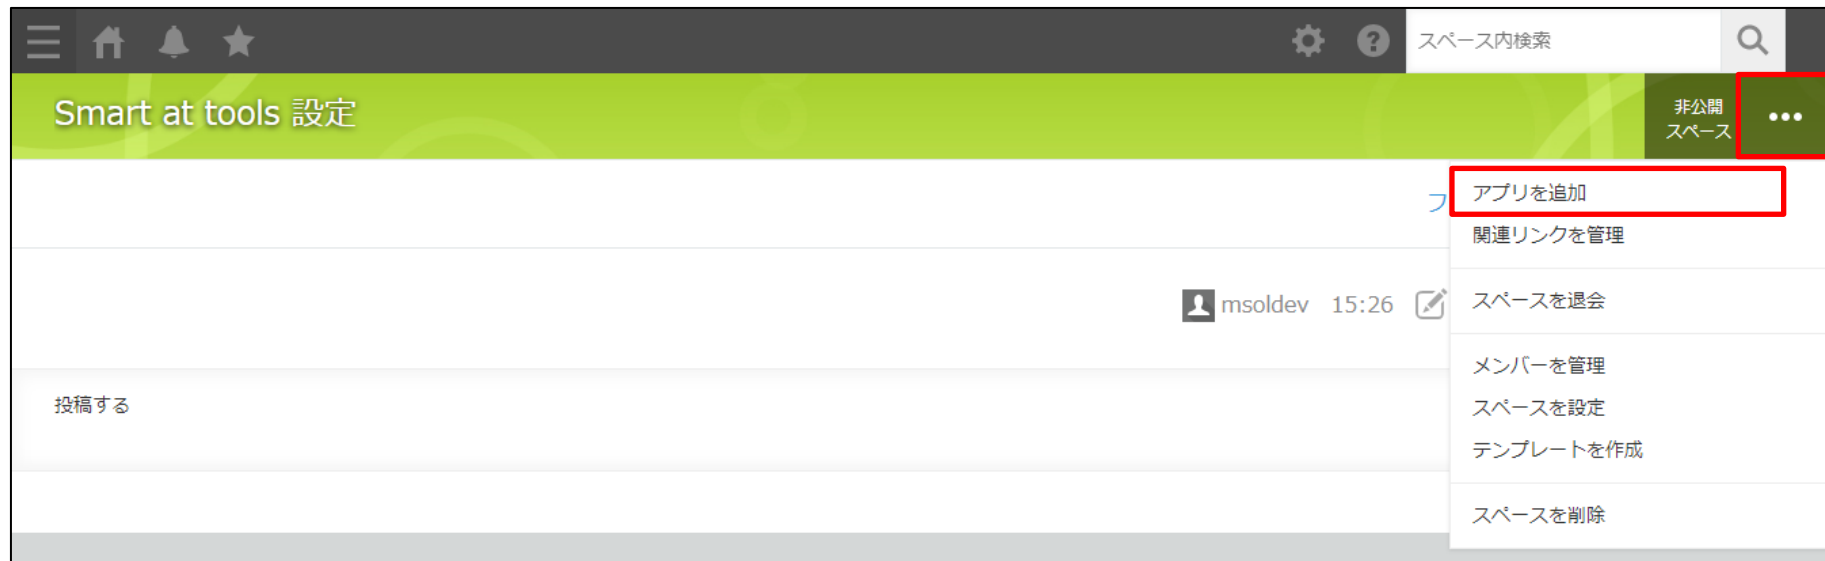 スペース内検索
Smart at tools 設定
非公開
スペース
フ
アプリを追加
関連リンクを管理
msoldev 15:26
スペースを退会
メンバーを管理
投稿する
スペースを設定
テンプレートを作成
スペースを削除